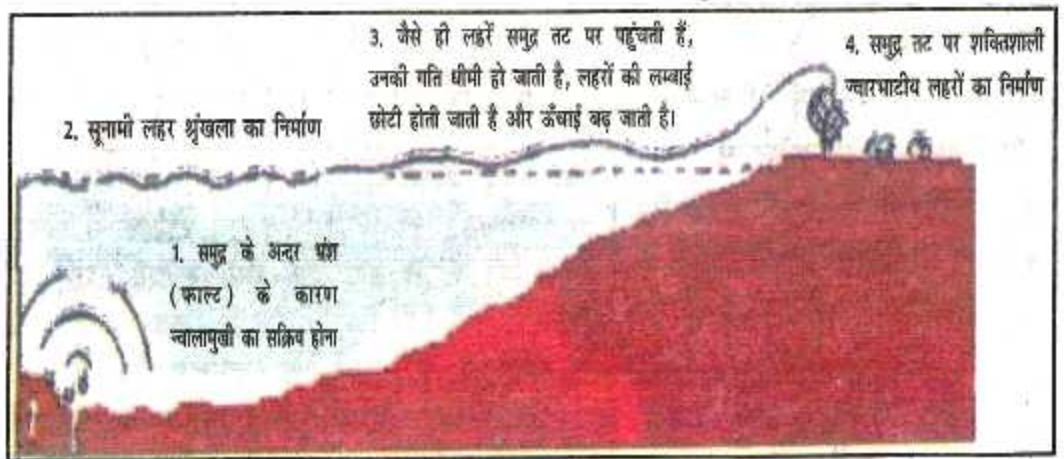 1. समुद्र के अन्दर भ्रंश
(फाल्ट) के कारण
ज्वालामुखी का सक्रिय होना
2. सूनामी लहर श्रृंखला का निर्माण
3. जैसे ही लहरें समुद्र तट पर पहुंचती हैं,
उनकी गति धीमी हो जाती है, लहरों की लम्बाई
छोटी होती जाती है और ऊँचाई बढ़ जाती है।
4. समुद्र तट पर शक्तिशाली
ज्वारभाटीय लहरों का निर्माण